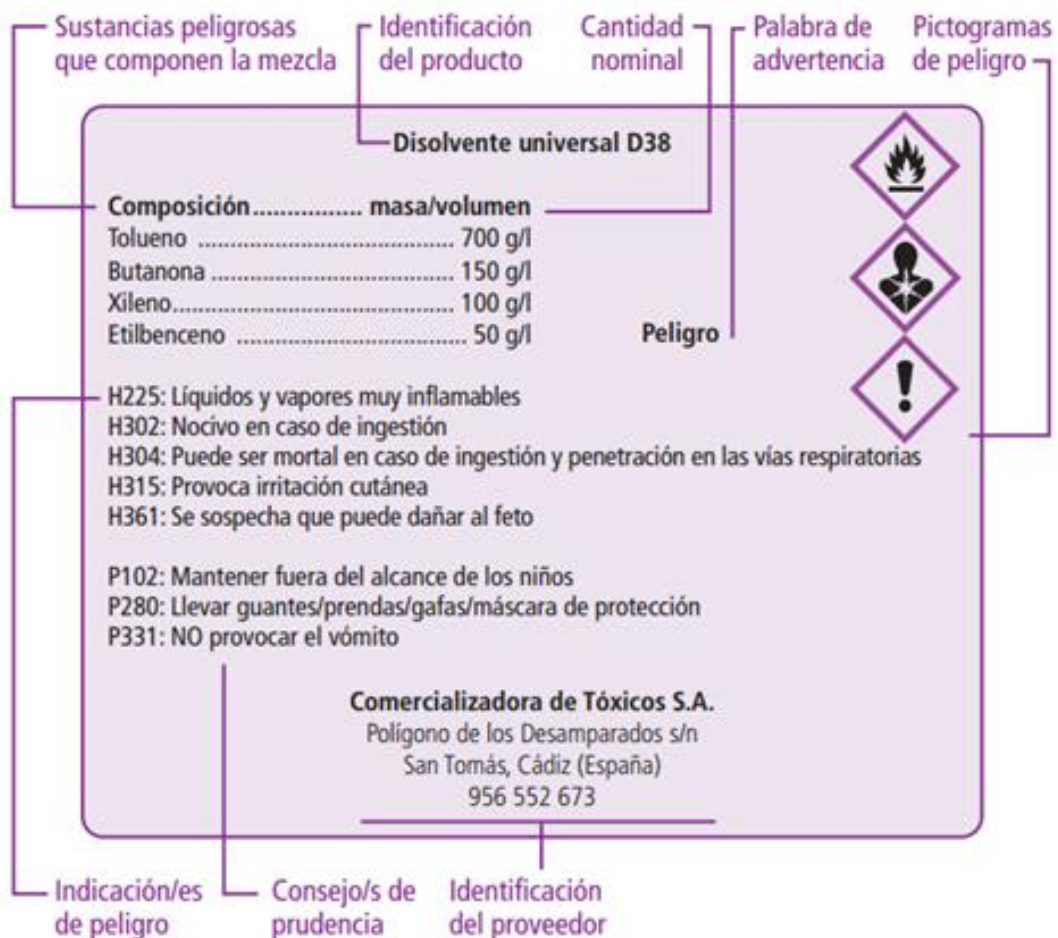 Sustancias peligrosas
que componen la mezcla
Identificación
del producto
Cantidad
nominal
Palabra de
advertencia
Pictogramas
de peligro
Disolvente universal D38
Composición................ masa/volumen
Tolueno ........................................ 700 g/l
Butanona ...................................... 150 g/l
Xileno............................................ 100 g/l
Etilbenceno .................................... 50 g/l
Peligro
H225: Líquidos y vapores muy inflamables
H302: Nocivo en caso de ingestión
H304: Puede ser mortal en caso de ingestión y penetración en las vías respiratorias
H315: Provoca irritación cutánea
H361: Se sospecha que puede dañar al feto
P102: Mantener fuera del alcance de los niños
P280: Llevar guantes/prendas/gafas/máscara de protección
P331: NO provocar el vómito
Comercializadora de Tóxicos S.A.
Polígono de los Desamparados s/n
San Tomás, Cádiz (España)
956 552 673
Indicación/es
de peligro
Consejo/s de
prudencia
Identificación
del proveedor